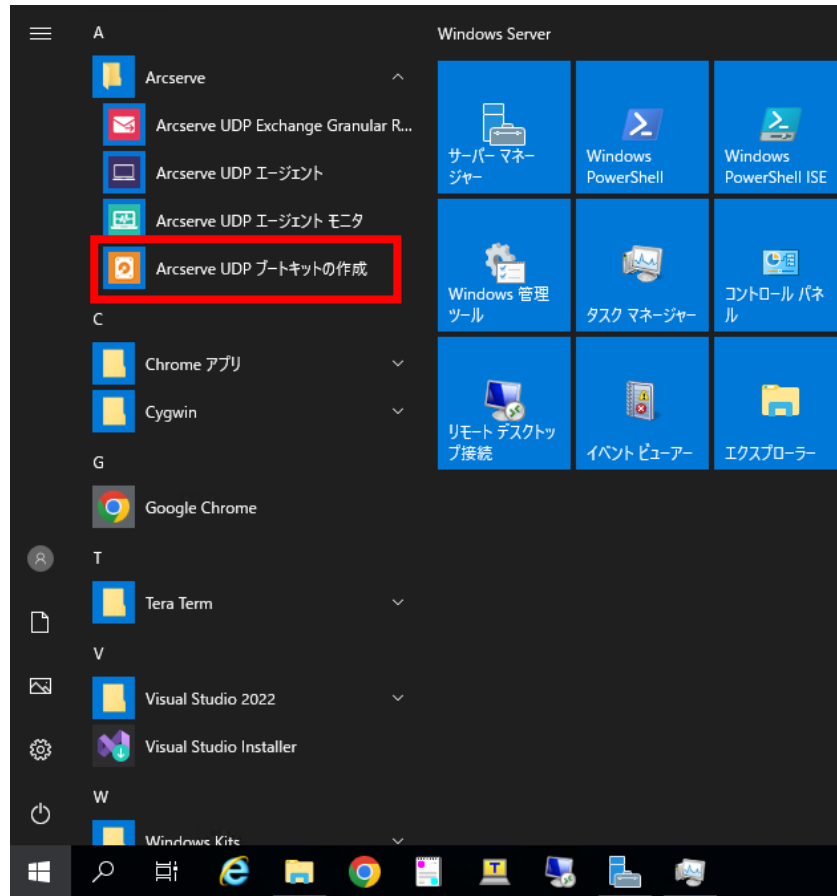 A
Arcserve
Arcserve UDP Exchange Granular R...
Arcserve UDP エージェント
Arcserve UDP エージェント モニタ
Arcserve UDP ブートキットの作成
C
Chrome アプリ
Cygwin
G
Google Chrome
T
Tera Term
V
Visual Studio 2022
Visual Studio Installer
W
Windows Kits
Windows Server
サーバー マネー
ジャー
Windows
PowerShell
Windows
PowerShell ISE
Windows 管理
ツール
タスク マネージャー
コントロール パネ
ル
リモート デスクトッ
プ接続
イベント ビューアー
エクスプローラー